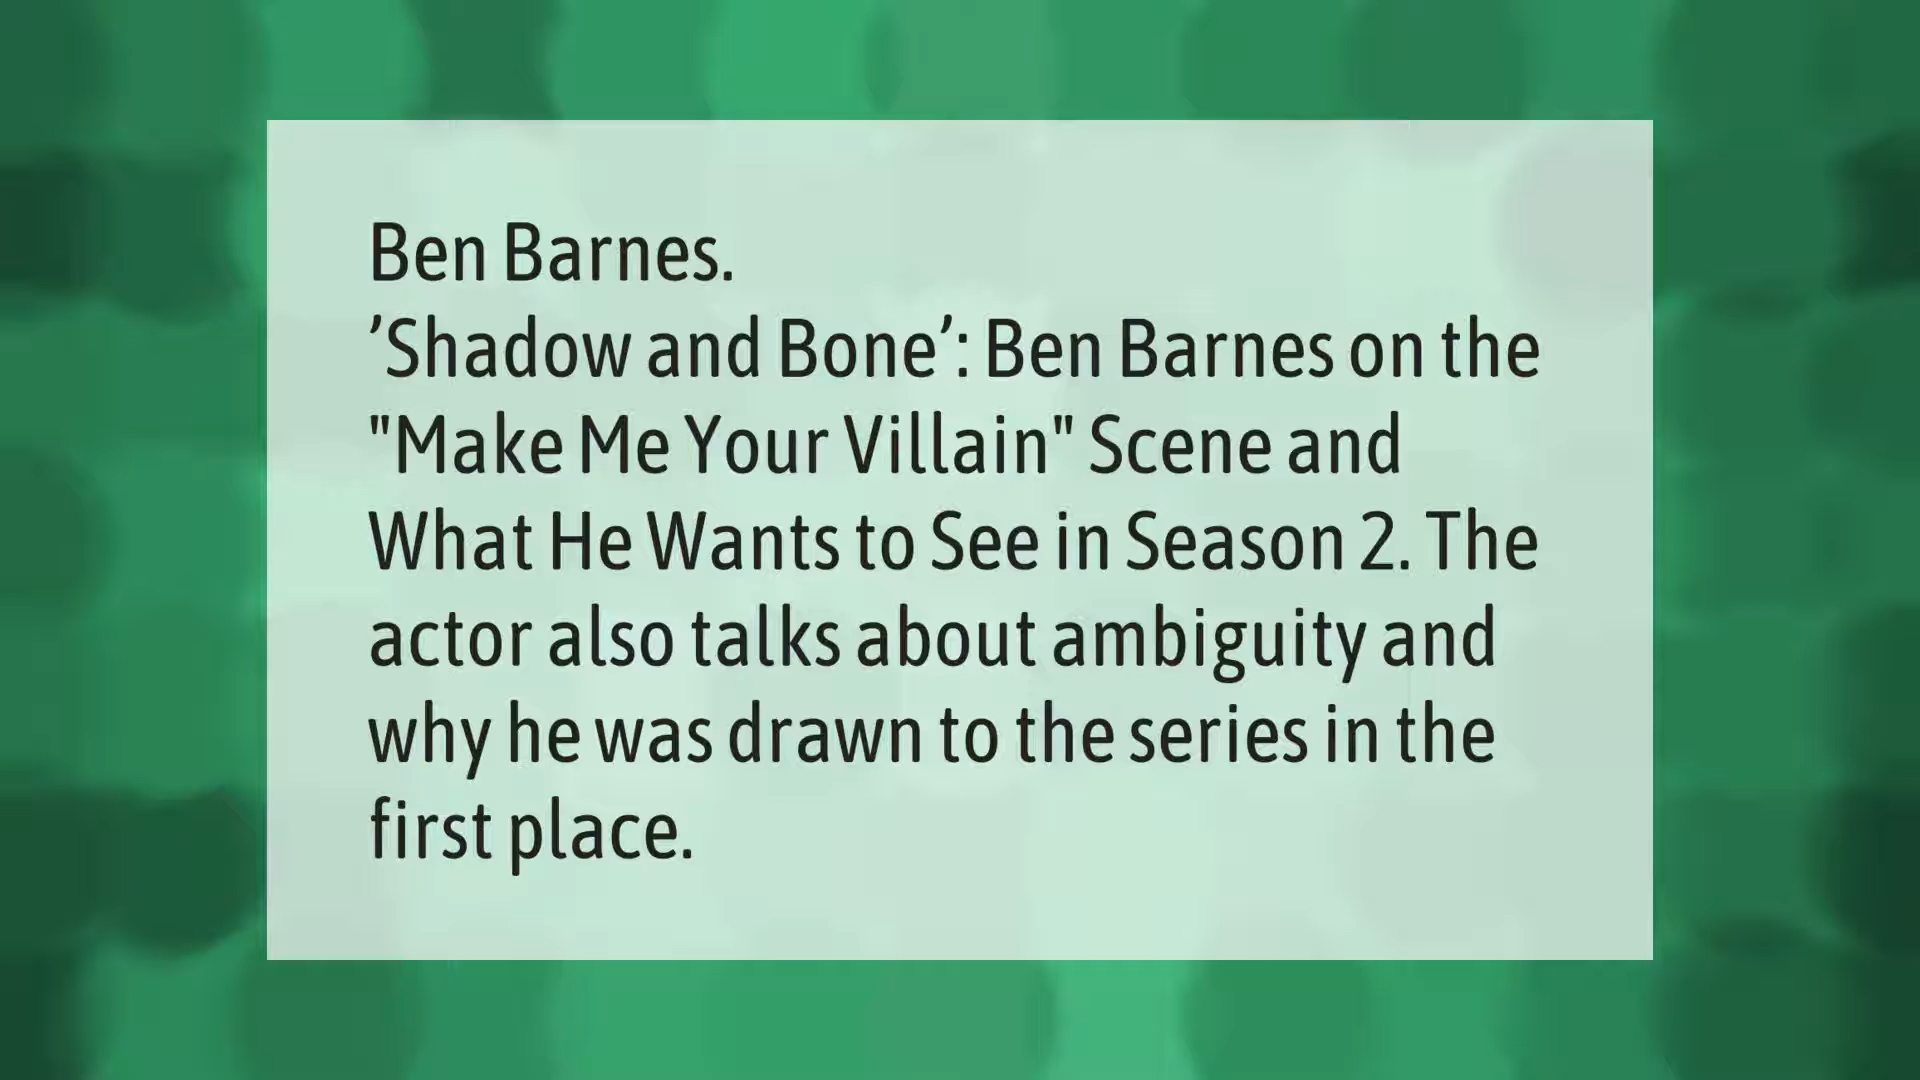 Ben Barnes.
’Shadow and Bone’: Ben Barnes on the
"Make Me Your Villain" Scene and
What He Wants to See in Season 2. The
actor also talks about ambiguity and
why he was drawn to the series in the
first place.